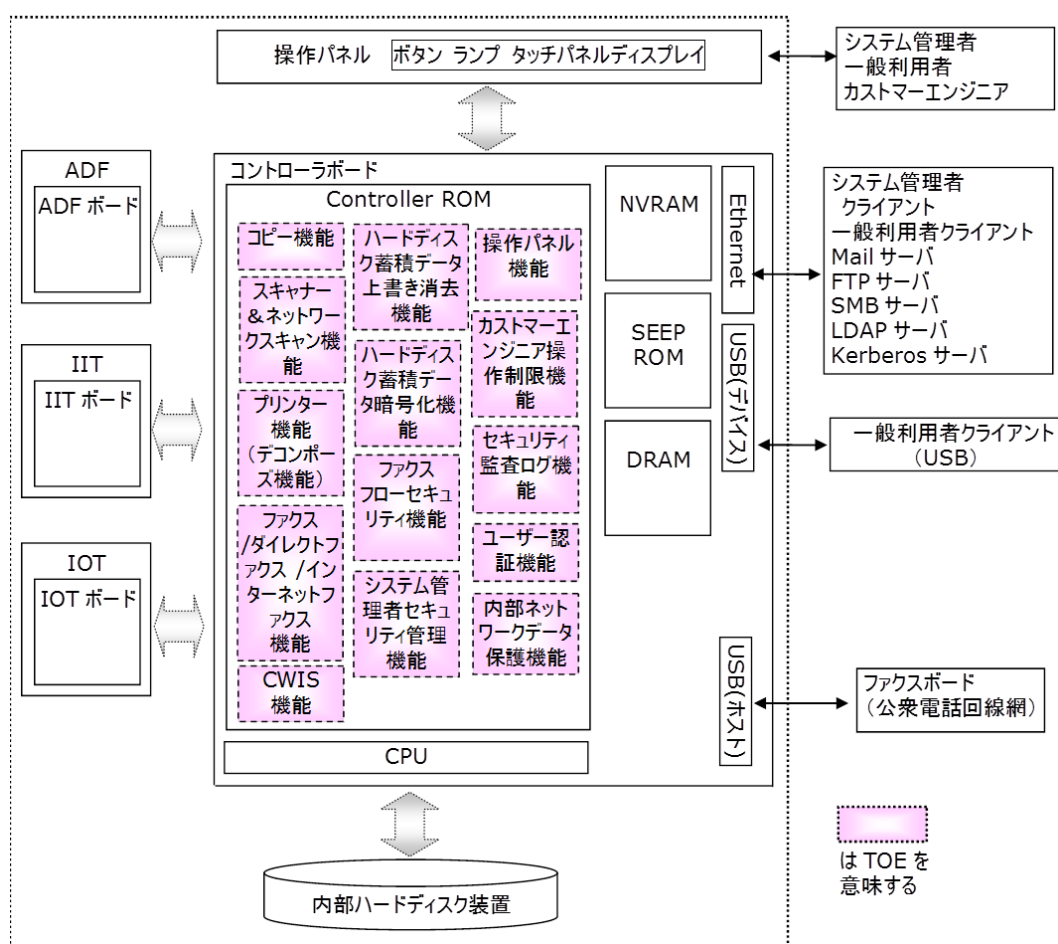 操作パネル ボタン ランプ タッチパネルディスプレイ
システム管理者
一般利用者
カストマーエンジニア
ADF
ADF ボード
IIT
IIT ボード
IOT
IOT ボード
コントローラボード
Controller ROM
コピー機能
スキャナー
&ネットワー
クスキャン機
能
プリンター
機能
(デコンポー
ズ機能)
ファクス
/ダイレクトフ
ァクス /イン
ターネットフ
ァクス
機能
CWIS
機能
ハードディス
ク蓄積データ
上書き消去
機能
ハードディス
ク蓄積デー
タ暗号化機
能
ファクス
フローセキュ
リティ機能
システム管
理者セキュ
リティ管理
機能
操作パネル
機能
カストマーエ
ンジニア操
作制限機
能
セキュリティ
監査ログ機
能
ユーザー認
証機能
内部ネット
ワークデータ
保護機能
NVRAM
SEEP
ROM
DRAM
Ethernet
USB(デバイス)
USB(ホスト)
CPU
システム管理者
クライアント
一般利用者クライアント
Mail サーバ
FTP サーバ
SMB サーバ
LDAP サーバ
Kerberos サーバ
一般利用者クライアント
(USB)
ファクスボード
(公衆電話回線網)
内部ハードディスク装置
は TOE を
意味する